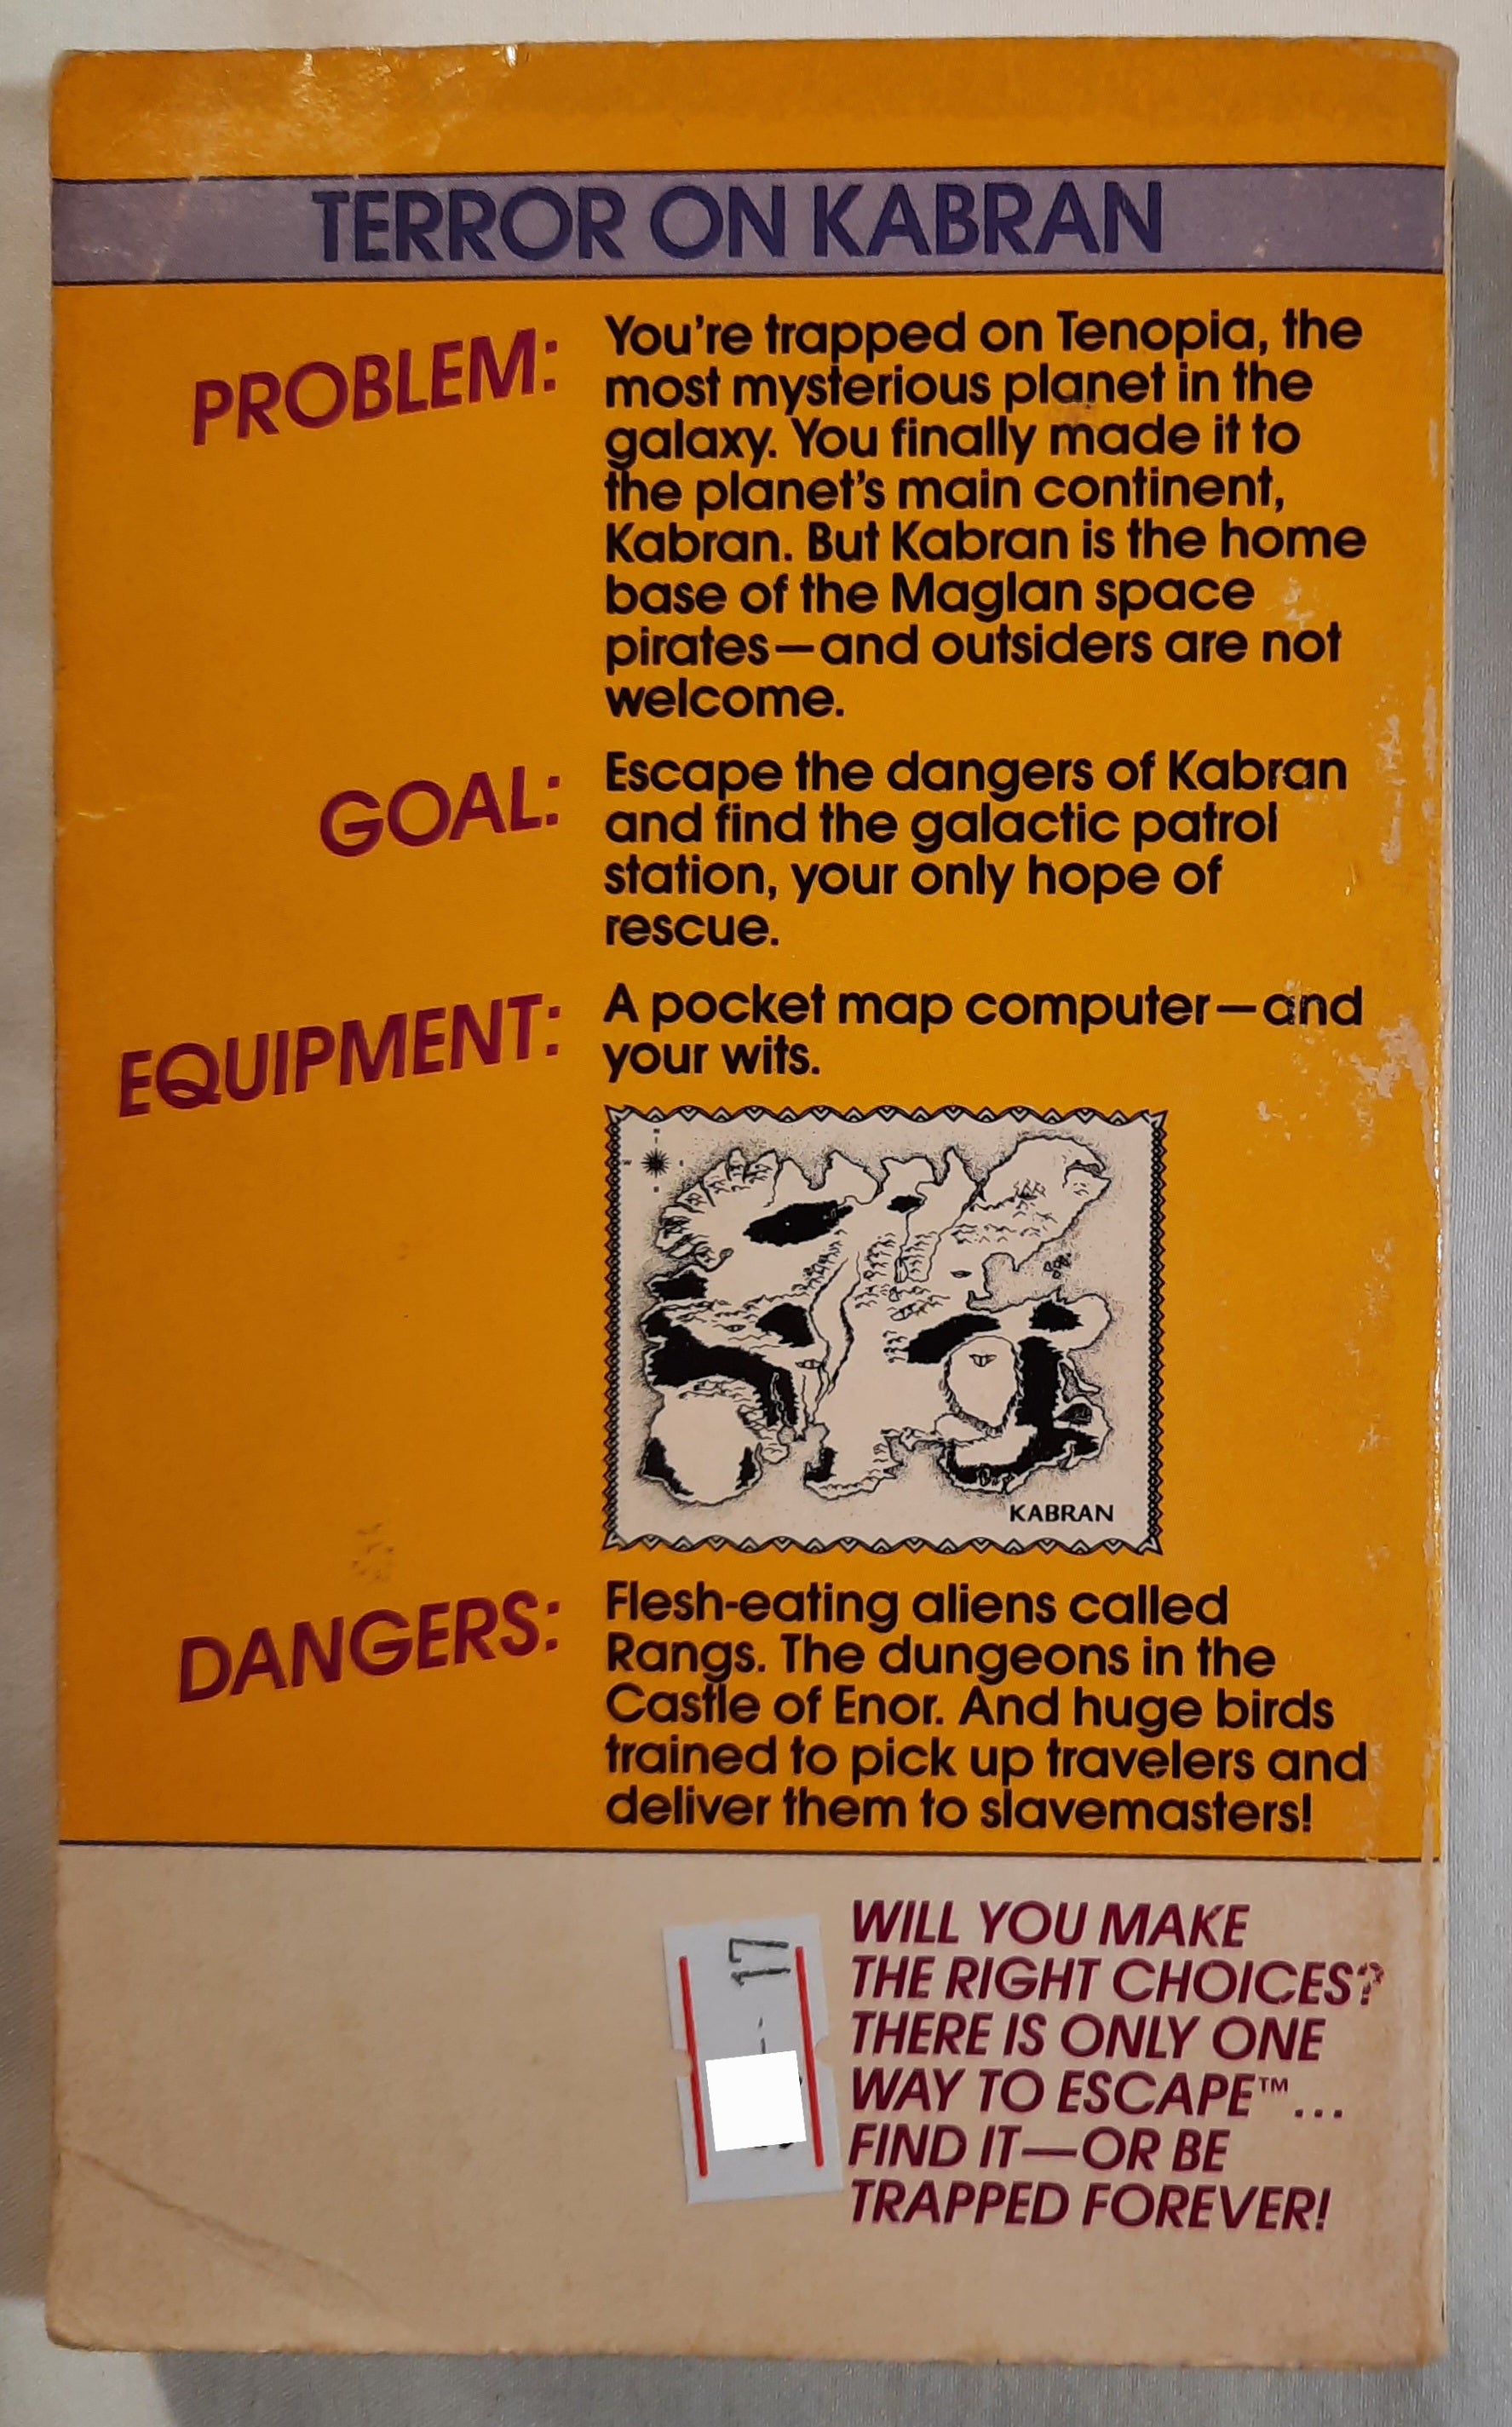 TERROR ON KABRAN
PROBLEM:
You're trapped on Tenopia, the
most mysterious planet in the
galaxy. You finally made it to
the planet's main continent,
Kabran. But Kabran is the home
base of the Maglan space
pirates—and outsiders are not
welcome.
GOAL:
Escape the dangers of Kabran
and find the galactic patrol
station, your only hope of
rescue.
EQUIPMENT:
A pocket map computer—and
your wits.
KABRAN
DANGERS:
Flesh-eating aliens called
Rangs. The dungeons in the
Castle of Enor. And huge birds
trained to pick up travelers and
deliver them to slavemasters!
17
WILL YOU MAKE
THE RIGHT CHOICES?
THERE IS ONLY ONE
WAY TO ESCAPE™...
FIND IT—OR BE
TRAPPED FOREVER!